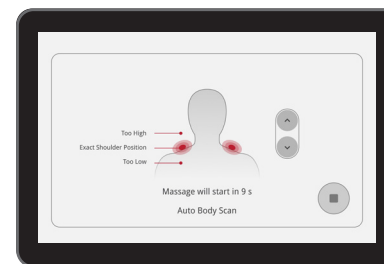 Too High
Exact Shoulder Position
Too Low
Massage will start in 9 s
Auto Body Scan